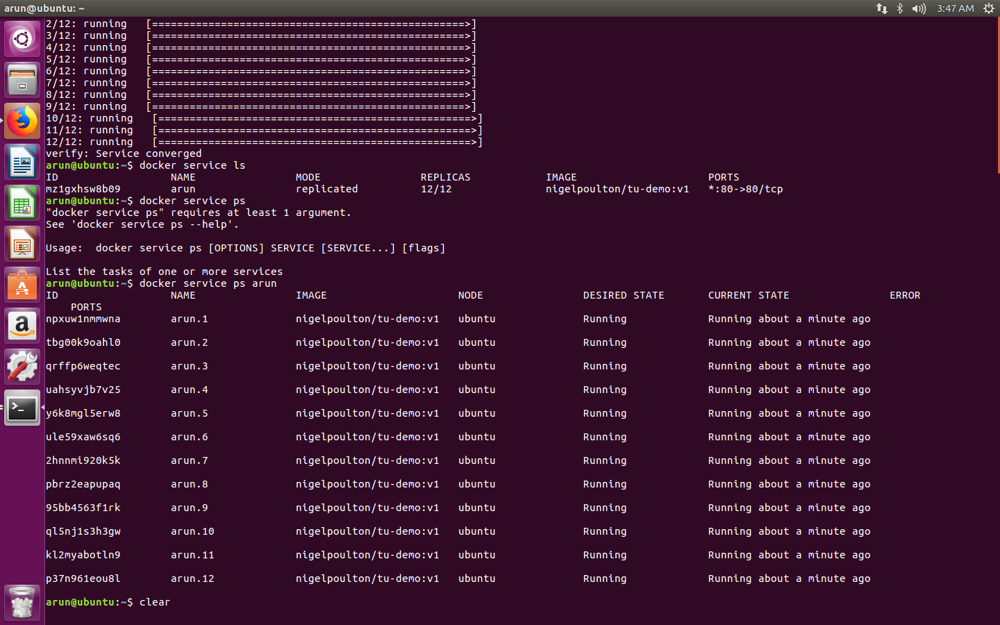 arun@ubuntu: ~
3:47 AM
2/12: running   [==================================================>]
3/12: running   [==================================================>]
4/12: running   [==================================================>]
5/12: running   [==================================================>]
6/12: running   [==================================================>]
7/12: running   [==================================================>]
8/12: running   [==================================================>]
9/12: running   [==================================================>]
10/12: running   [==================================================>]
11/12: running   [==================================================>]
12/12: running   [==================================================>]
verify: Service converged
arun@ubuntu:~$ docker service ls
ID                  NAME                MODE                REPLICAS            IMAGE                     PORTS
mz1gxhsw8b09        arun                replicated          12/12               nigelpoulton/tu-demo:v1   *:80->80/tcp
arun@ubuntu:~$ docker service ps
"docker service ps" requires at least 1 argument.
See 'docker service ps --help'.
Usage:  docker service ps [OPTIONS] SERVICE [SERVICE...] [flags]
List the tasks of one or more services
arun@ubuntu:~$ docker service ps arun
ID                  NAME                IMAGE                     NODE                DESIRED STATE       CURRENT STATE                ERROR
    PORTS
npxuw1nmmwna        arun.1              nigelpoulton/tu-demo:v1   ubuntu              Running             Running about a minute ago
tbg00k9oahl0        arun.2              nigelpoulton/tu-demo:v1   ubuntu              Running             Running about a minute ago
qrffp6weqtec        arun.3              nigelpoulton/tu-demo:v1   ubuntu              Running             Running about a minute ago
uahsyvjb7v25        arun.4              nigelpoulton/tu-demo:v1   ubuntu              Running             Running about a minute ago
y6k8mgl5erw8        arun.5              nigelpoulton/tu-demo:v1   ubuntu              Running             Running about a minute ago
ule59xaw6sq6        arun.6              nigelpoulton/tu-demo:v1   ubuntu              Running             Running about a minute ago
2hnnmi920k5k        arun.7              nigelpoulton/tu-demo:v1   ubuntu              Running             Running about a minute ago
pbrz2eapupaq        arun.8              nigelpoulton/tu-demo:v1   ubuntu              Running             Running about a minute ago
95bb4563f1rk        arun.9              nigelpoulton/tu-demo:v1   ubuntu              Running             Running about a minute ago
ql5nj1s3h3gw        arun.10             nigelpoulton/tu-demo:v1   ubuntu              Running             Running about a minute ago
kl2myabotln9        arun.11             nigelpoulton/tu-demo:v1   ubuntu              Running             Running about a minute ago
p37n961eou8l        arun.12             nigelpoulton/tu-demo:v1   ubuntu              Running             Running about a minute ago
arun@ubuntu:~$ clear